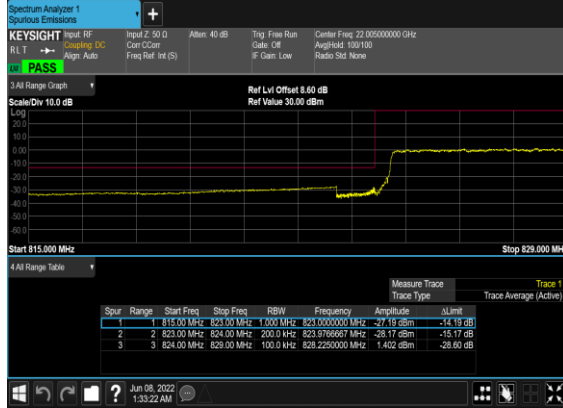 Spectrum Analyzer 1
Spurious Emissions
KEYSIGHT Input: RF Input Z: 50 Ω Atten: 40 dB Trig: Free Run Center Freq: 22.005000000 GHz
RLT Coupling: DC Corr CCorr Gate: Off Avg|Hold: 100/100
Align: Auto Freq Ref: Int (S) IF Gain: Low Radio Std: None
PASS
3 All Range Graph
Ref Lvl Offset 8.60 dB
Scale/Div 10.0 dB Ref Value 30.00 dBm
Log
20.0
10.0
0.00
-10.0
-20.0
-30.0
-40.0
-50.0
-60.0
Start 815.000 MHz Stop 829.000 MH
4 All Range Table
Measure Trace Trace 1
Trace Type Trace Average (Active)
Spur Range Start Freq Stop Freq RBW Frequency Amplitude ΔLimit
1 1 815.00 MHz 823.00 MHz 1.000 MHz 823.0000000 MHz -27.19 dBm -14.19 dB
2 2 823.00 MHz 824.00 MHz 200.0 kHz 823.9766667 MHz -28.17 dBm -15.17 dB
3 3 824.00 MHz 829.00 MHz 100.0 kHz 828.2250000 MHz 1.402 dBm -28.60 dB
Jun 08, 2022
1:33:22 AM